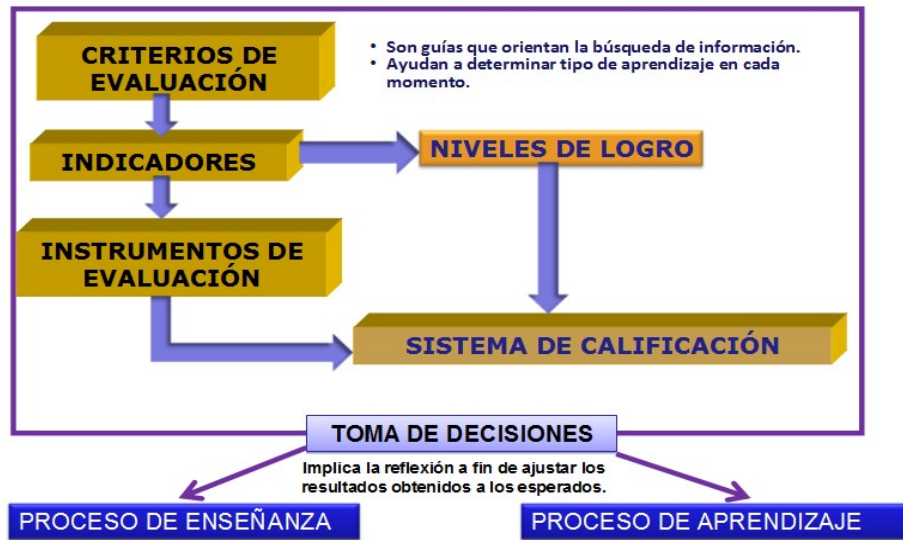 CRITERIOS DE
EVALUACIÓN
• Son guías que orientan la búsqueda de información.
• Ayudan a determinar tipo de aprendizaje en cada
momento.
INDICADORES
NIVELES DE LOGRO
INSTRUMENTOS DE
EVALUACIÓN
SISTEMA DE CALIFICACIÓN
TOMA DE DECISIONES
Implica la reflexión a fin de ajustar los
resultados obtenidos a los esperados.
PROCESO DE ENSEÑANZA
PROCESO DE APRENDIZAJE